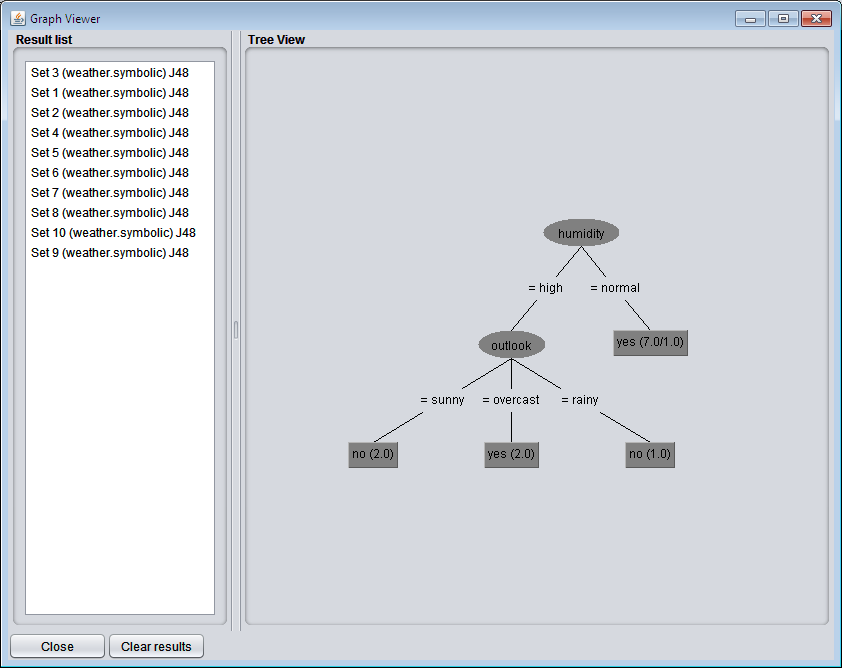 Graph Viewer
Result list
Set 3 (weather.symbolic) J48
Set 1 (weather.symbolic) J48
Set 2 (weather.symbolic) J48
Set 4 (weather.symbolic) J48
Set 5 (weather.symbolic) J48
Set 6 (weather.symbolic) J48
Set 7 (weather.symbolic) J48
Set 8 (weather.symbolic) J48
Set 10 (weather.symbolic) J48
Set 9 (weather.symbolic) J48
Tree View
humidity
= high = normal
outlook yes (7.0/1.0)
= sunny = overcast = rainy
no (2.0) yes (2.0) no (1.0)
Close Clear results